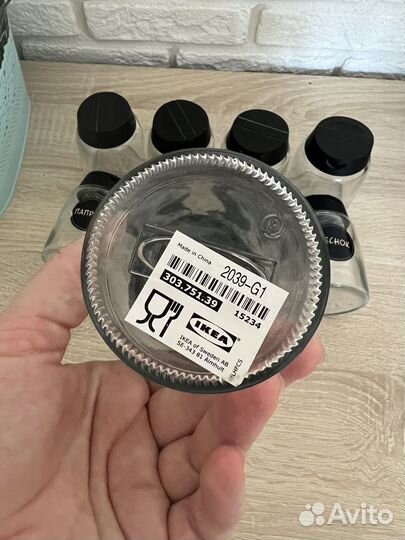 ПАПР
ЕСНОК
Made in China
2039-G1
303.751.39
15234
IKEA
IKEA of Sweden AB
SE-343 81 Älmhult
Avito